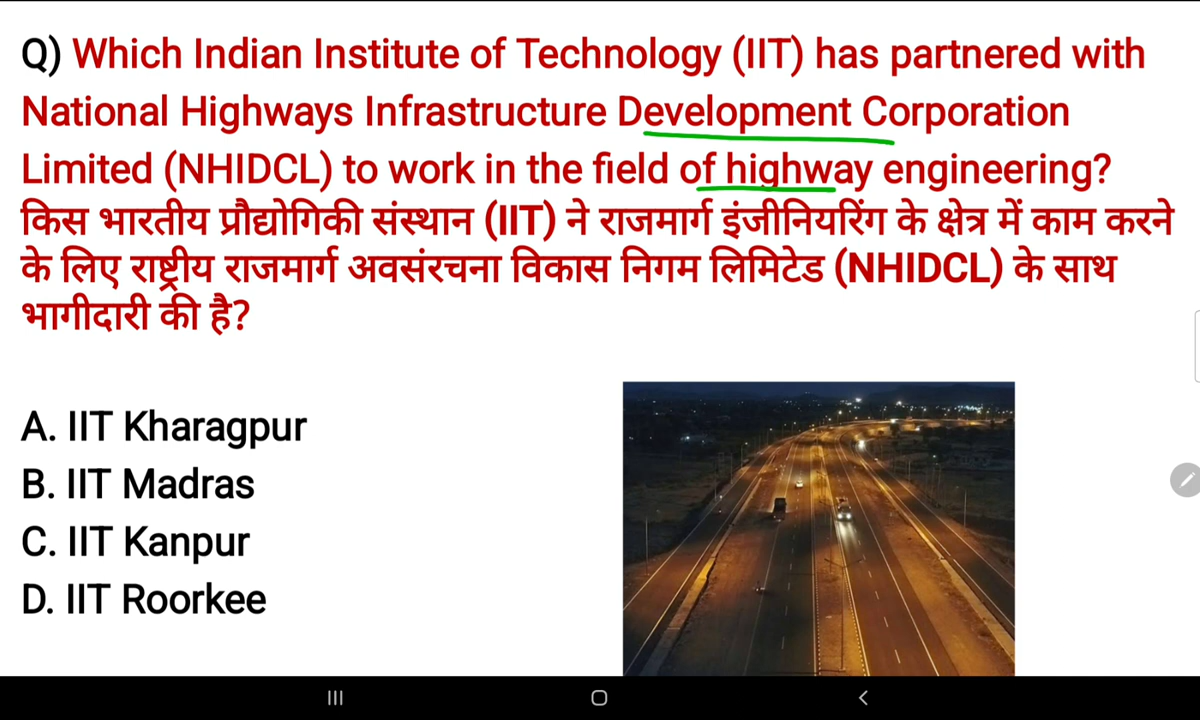 Q) Which Indian Institute of Technology (IIT) has partnered with
National Highways Infrastructure Development Corporation
Limited (NHIDCL) to work in the field of highway engineering?
किस भारतीय प्रौद्योगिकी संस्थान (IIT) ने राजमार्ग इंजीनियरिंग के क्षेत्र में काम करने
के लिए राष्ट्रीय राजमार्ग अवसंरचना विकास निगम लिमिटेड (NHIDCL) के साथ
भागीदारी की है?
A. IIT Kharagpur
B. IIT Madras
C. IIT Kanpur
D. IIT Roorkee